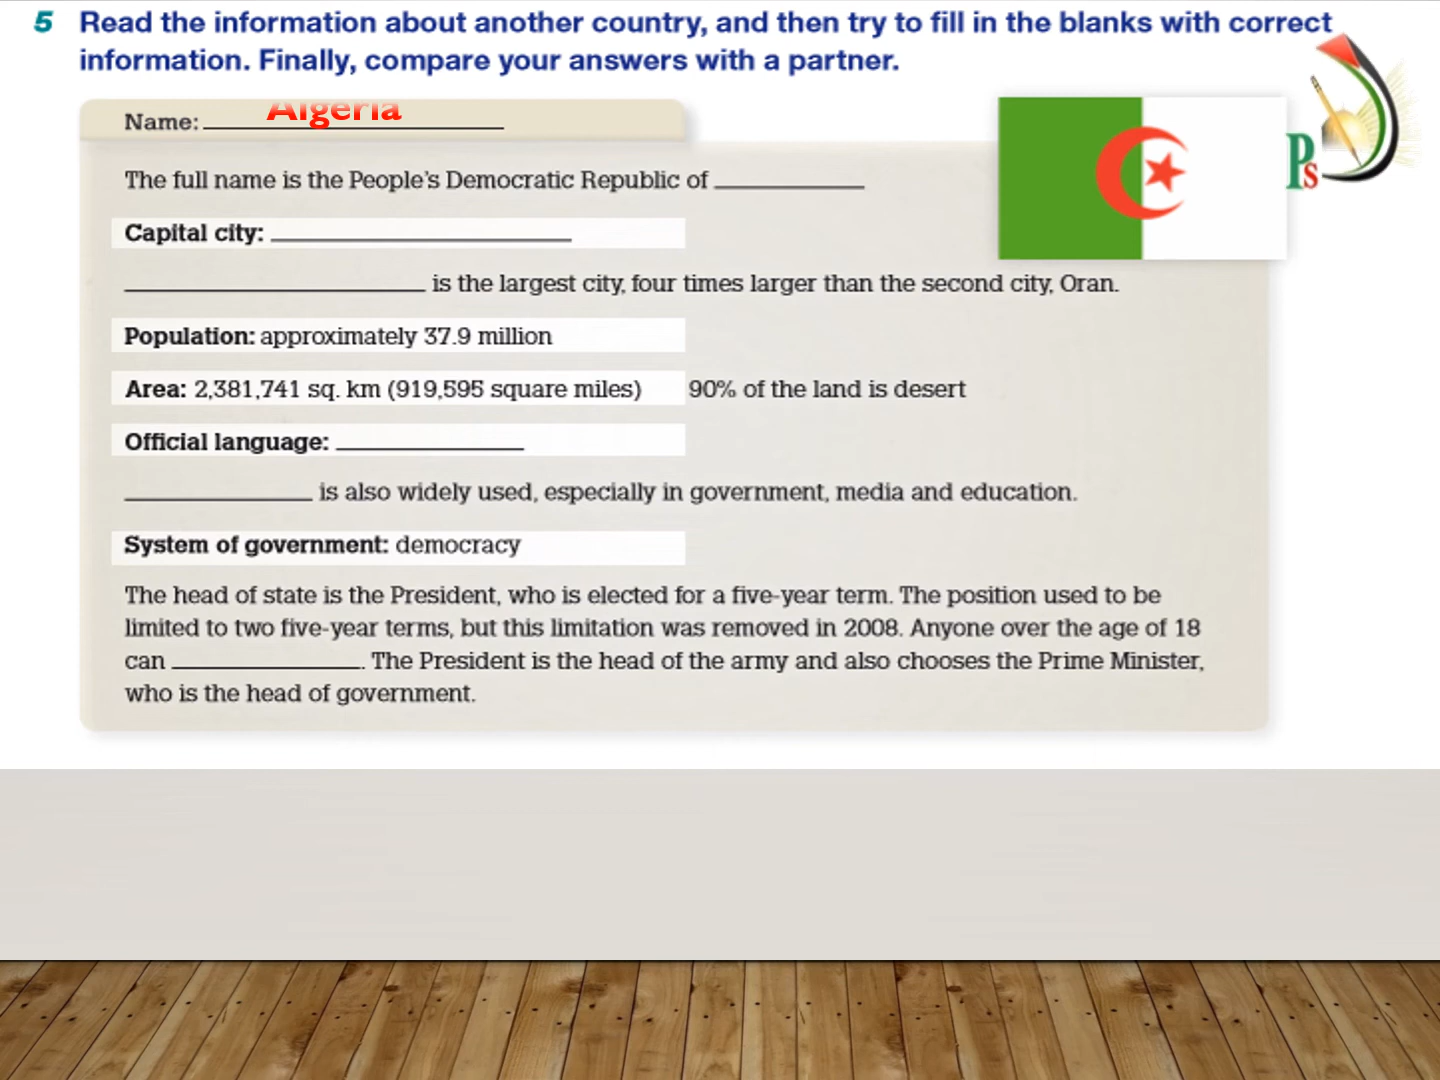 5 Read the information about another country, and then try to fill in the blanks with correct
information. Finally, compare your answers with a partner.
Name: Algeria
The full name is the People's Democratic Republic of
Capital city:
is the largest city, four times larger than the second city, Oran.
Population: approximately 37.9 million
Area: 2,381,741 sq. km (919,595 square miles) 90% of the land is desert
Official language:
is also widely used, especially in government, media and education.
System of government: democracy
The head of state is the President, who is elected for a five-year term. The position used to be
limited to two five-year terms, but this limitation was removed in 2008. Anyone over the age of 18
can . The President is the head of the army and also chooses the Prime Minister,
who is the head of government.
Ps